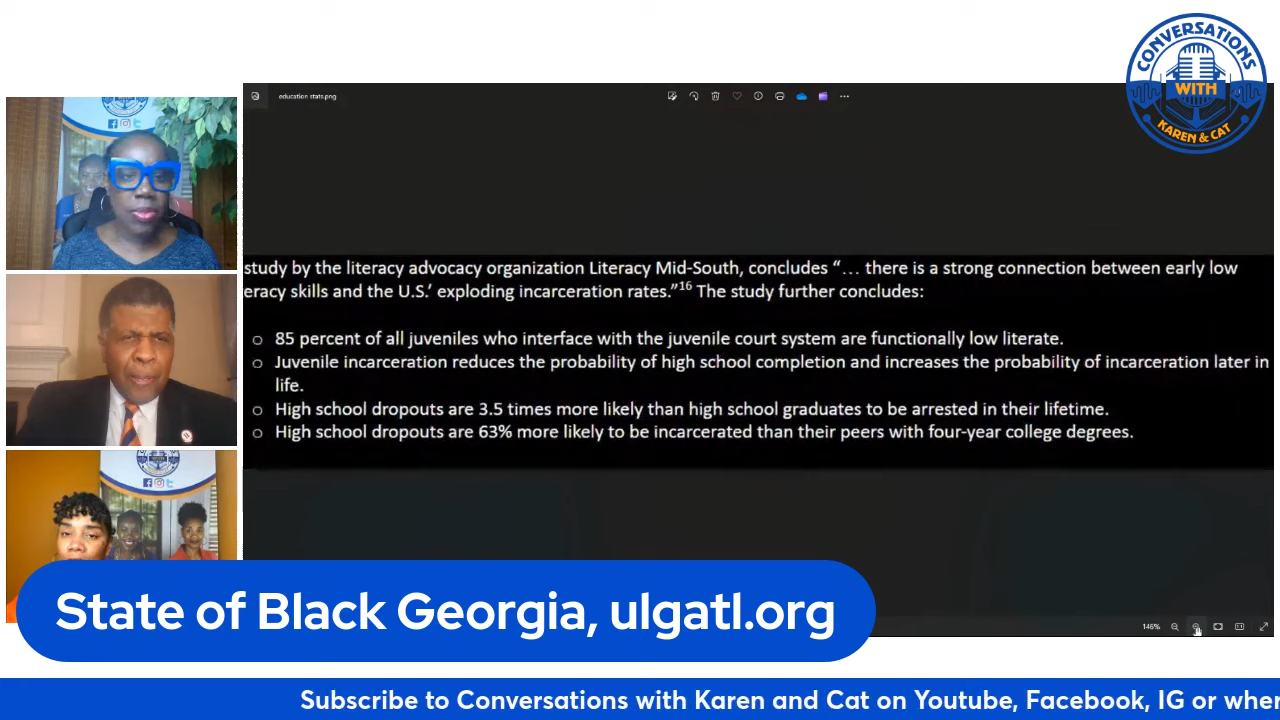 CONVERSATIONS
WITH
KAREN & CAT
education stats.png
study by the literacy advocacy organization Literacy Mid-South, concludes “… there is a strong connection between early low
eracy skills and the U.S.’ exploding incarceration rates.”16 The study further concludes:
o 85 percent of all juveniles who interface with the juvenile court system are functionally low literate.
o Juvenile incarceration reduces the probability of high school completion and increases the probability of incarceration later in
life.
o High school dropouts are 3.5 times more likely than high school graduates to be arrested in their lifetime.
o High school dropouts are 63% more likely to be incarcerated than their peers with four-year college degrees.
146%
State of Black Georgia, ulgatl.org
Subscribe to Conversations with Karen and Cat on Youtube, Facebook, IG or wher